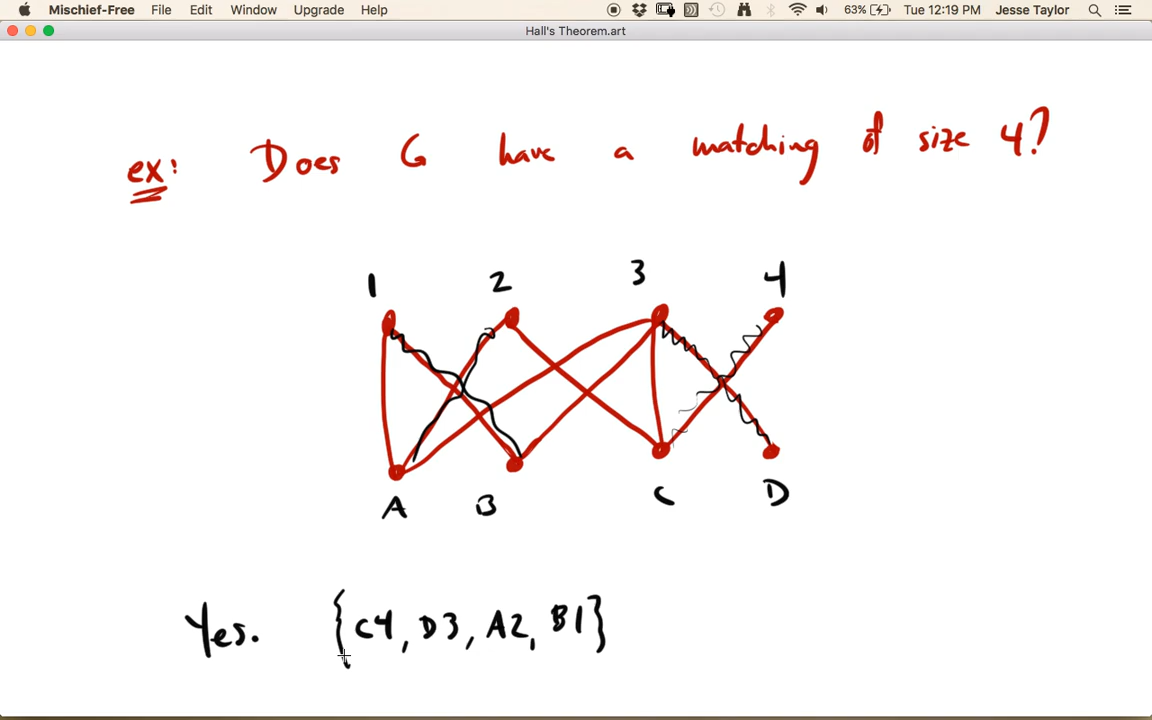 Mischief-Free File Edit Window Upgrade Help 63% Tue 12:19 PM Jesse Taylor
Hall's Theorem.art
ex: Does G have a matching of size 4?
1 2 3 4
A B C D
Yes. {C4, D3, A2, B1}